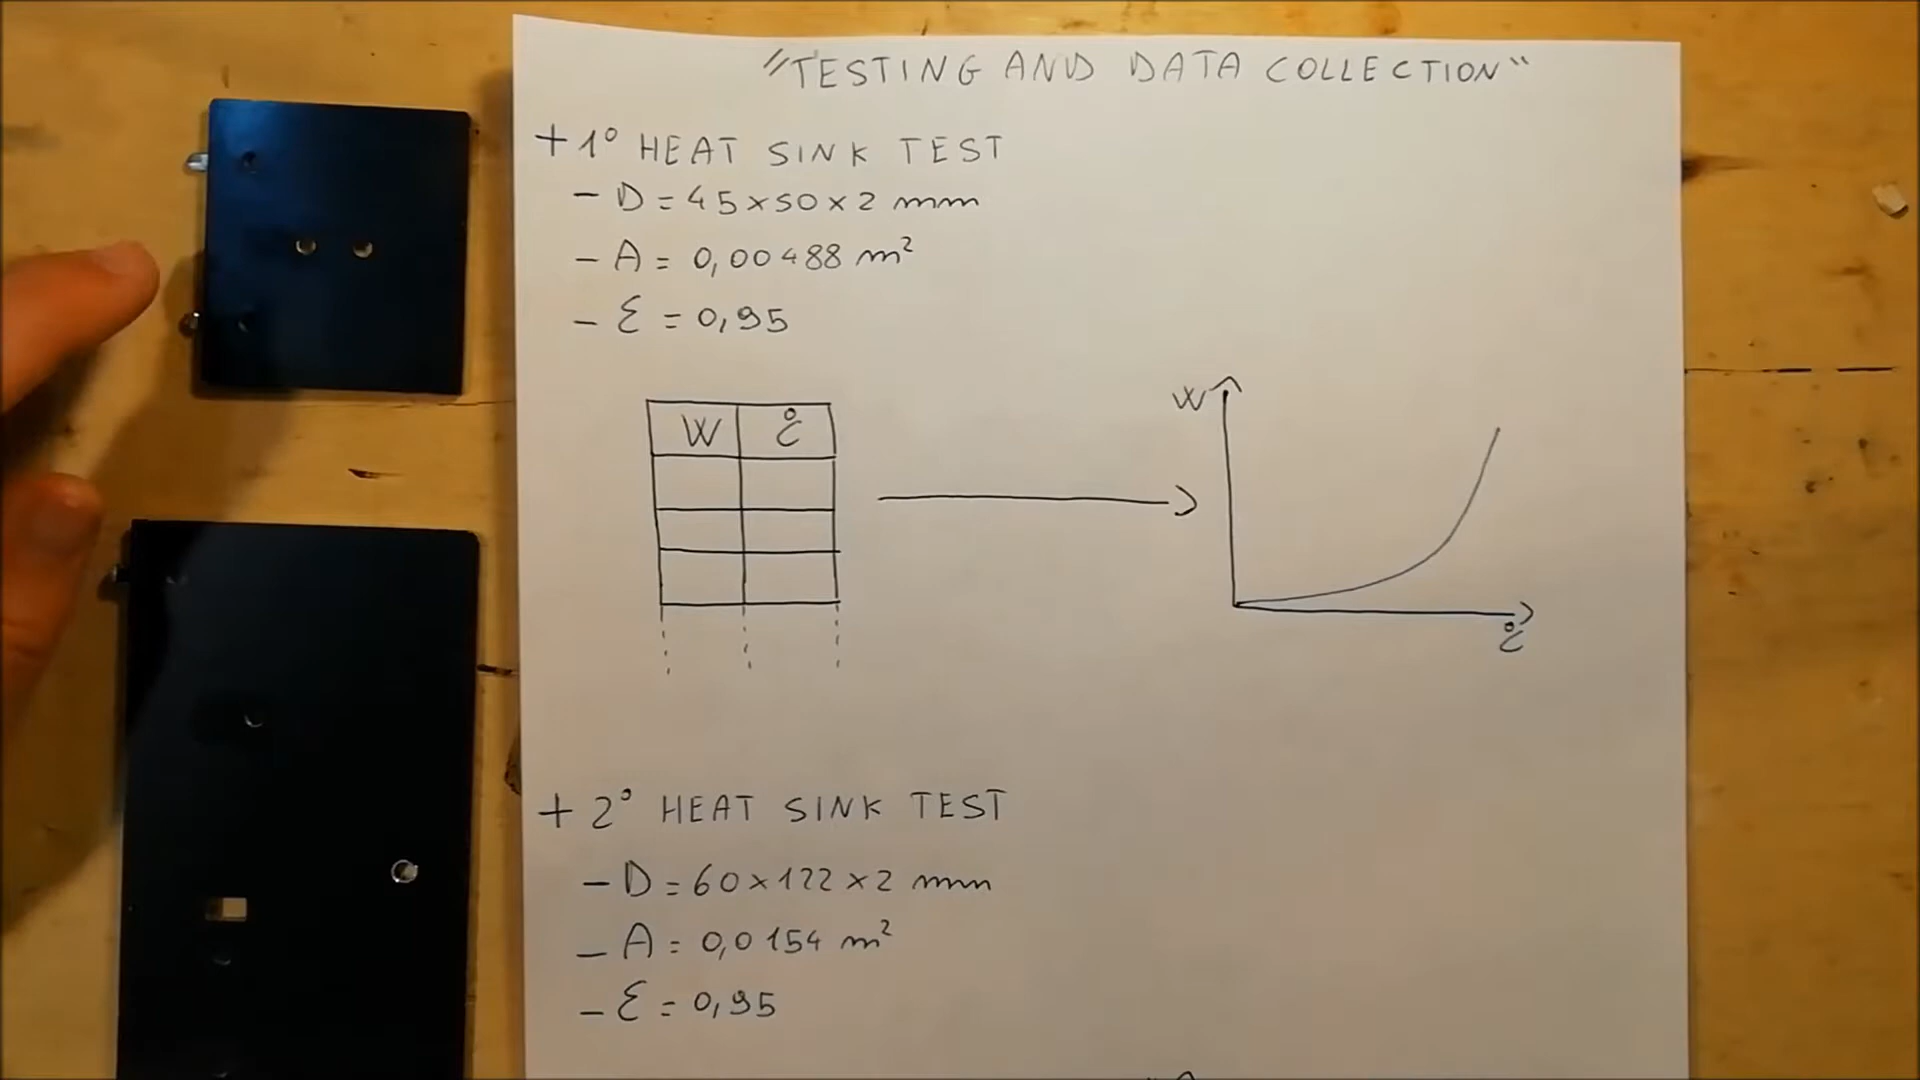 "TESTING AND DATA COLLECTION"
+ 1° HEAT SINK TEST
- D = 45×50×2 mm
- A = 0,00488 m²
- Ɛ = 0,95
W °C
W
°C
+ 2° HEAT SINK TEST
- D = 60×122×2 mm
- A = 0,0154 m²
- Ɛ = 0,95